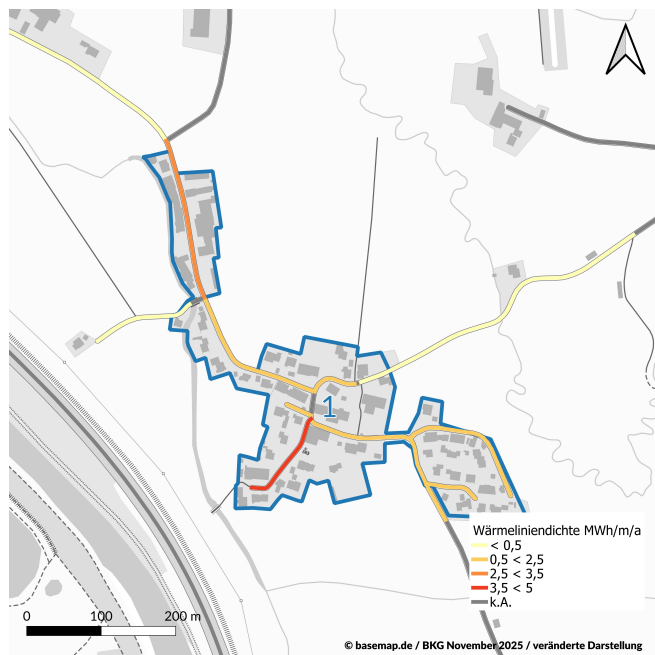 1
Wärmeliniendichte MWh/m/a
< 0,5
0,5 < 2,5
2,5 < 3,5
3,5 < 5
k.A.
0 100 200 m
© basemap.de / BKG November 2025 / veränderte Darstellung